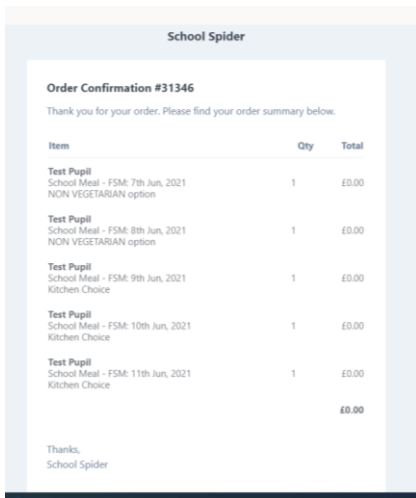 School Spider
Order Confirmation #31346
Thank you for your order. Please find your order summary below.
Item Qty Total
Test Pupil
School Meal - FSM: 7th Jun, 2021 1 £0.00
NON VEGETARIAN option
Test Pupil
School Meal - FSM: 8th Jun, 2021 1 £0.00
NON VEGETARIAN option
Test Pupil
School Meal - FSM: 9th Jun, 2021 1 £0.00
Kitchen Choice
Test Pupil
School Meal - FSM: 10th Jun, 2021 1 £0.00
Kitchen Choice
Test Pupil
School Meal - FSM: 11th Jun, 2021 1 £0.00
Kitchen Choice
£0.00
Thanks,
School Spider